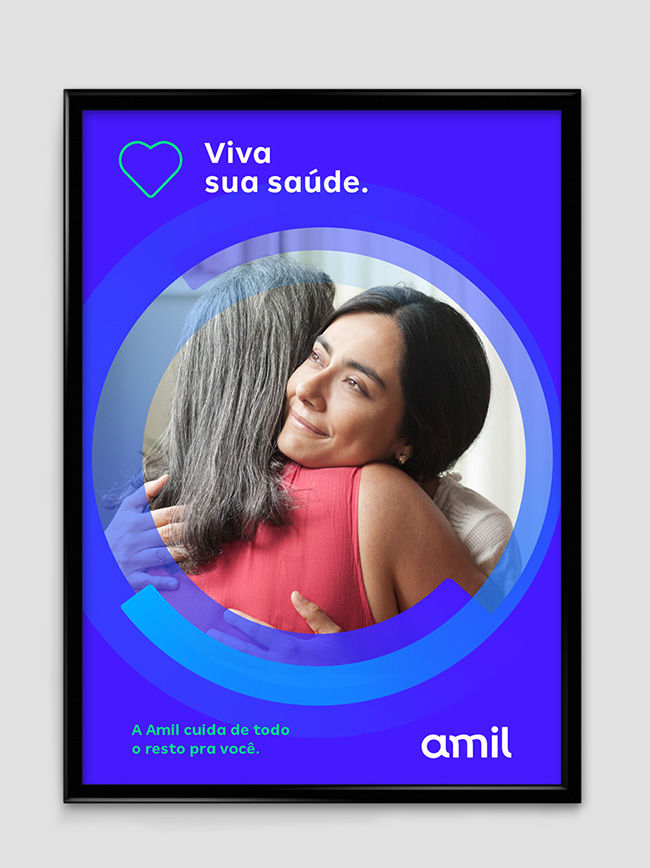 Viva
sua saúde.
A Amil cuida de todo
o resto pra você.
amil